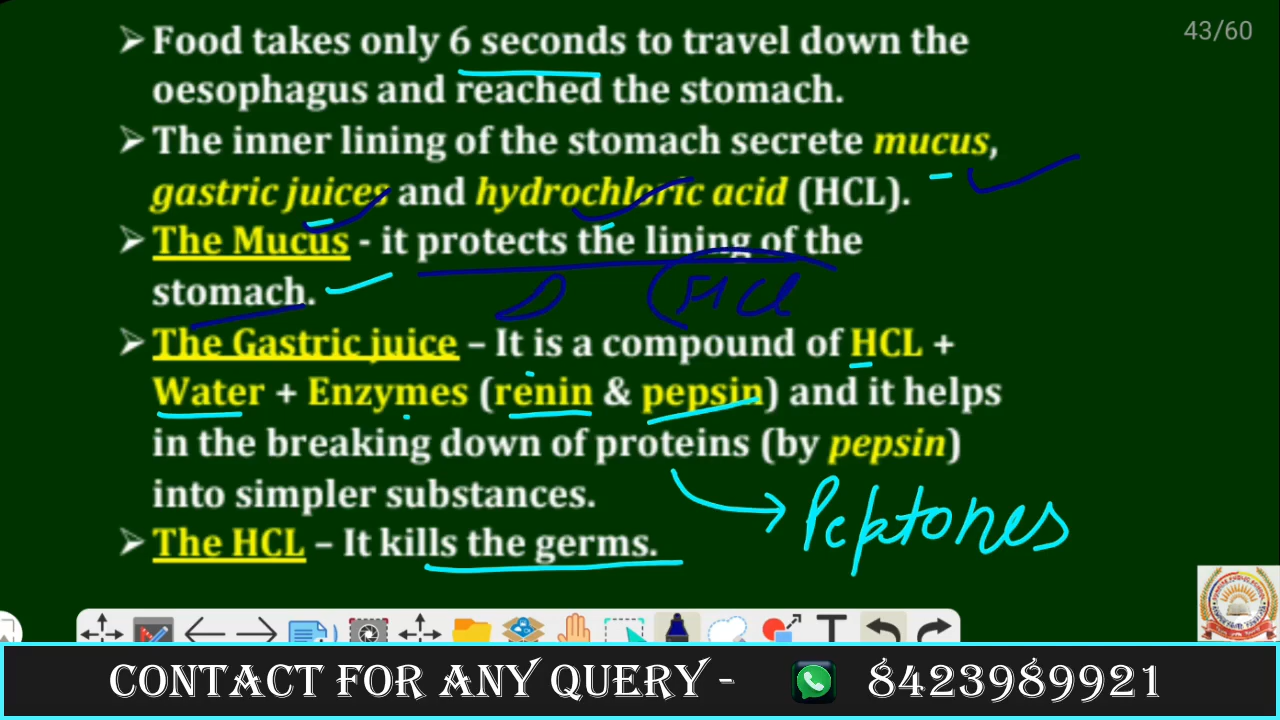 43/60
➢ Food takes only 6 seconds to travel down the
oesophagus and reached the stomach.
➢ The inner lining of the stomach secrete mucus,
gastric juices and hydrochloric acid (HCL).
➢ The Mucus - it protects the lining of the
stomach.
HCl
➢ The Gastric juice – It is a compound of HCL +
Water + Enzymes (renin & pepsin) and it helps
in the breaking down of proteins (by pepsin)
into simpler substances.
Peptones
➢ The HCL – It kills the germs.
T
CONTACT FOR ANY QUERY - 8423989921